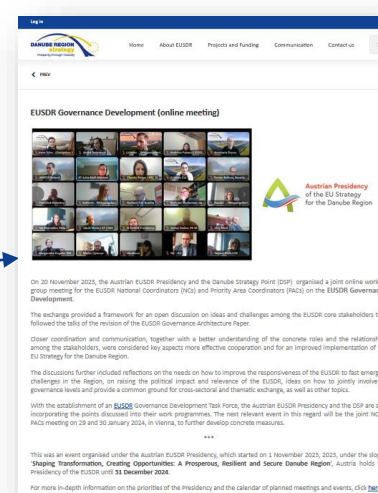 Log in
DANUBE REGION
strategy
Home About EUSDR Projects and Funding Communication Contact us
PREV
EUSDR Governance Development (online meeting)
Austrian Presidency
of the EU Strategy
for the Danube Region
On 20 November 2023, the Austrian EUSDR Presidency and the Danube Strategy Point (DSP) organised a joint online work
group meeting for the EUSDR National Coordinators (NCs) and Priority Area Coordinators (PACs) on the EUSDR Governan
Development.
The exchange provided a framework for an open discussion on ideas and challenges among the EUSDR core stakeholders t
followed the talks of the revision of the EUSDR Governance Architecture Paper.
Closer coordination and communication, together with a better understanding of the concrete roles and the relationsh
among the stakeholders, were considered key aspects more effective cooperation and for an improved implementation of
EU Strategy for the Danube Region.
The discussions further included reflections on the needs on how to improve the responsiveness of the EUSDR to fast emerg
challenges in the Region, on raising the political impact and relevance of the EUSDR, ideas on how to jointly involve
governance levels and provide a common ground for cross-sectoral and thematic exchange, as well as other topics.
With the establishment of an EUSDR Governance Development Task Force, the Austrian EUSDR Presidency and the DSP are a
incorporating the points discussed into their work programmes. The next relevant event in this regard will be the joint NC
PACs meeting on 29 and 30 January 2024, in Vienna, to further develop concrete measures.
***
This was an event organised under the Austrian EUSDR Presidency, which started on 1 November 2023, 2023, under the slog
'Shaping Transformation, Creating Opportunities: A Prosperous, Resilient and Secure Danube Region', Austria holds
Presidency of the EUSDR until 31 December 2024.
For more in-depth information on the priorities of the Presidency and the calendar of planned meetings and events, click her